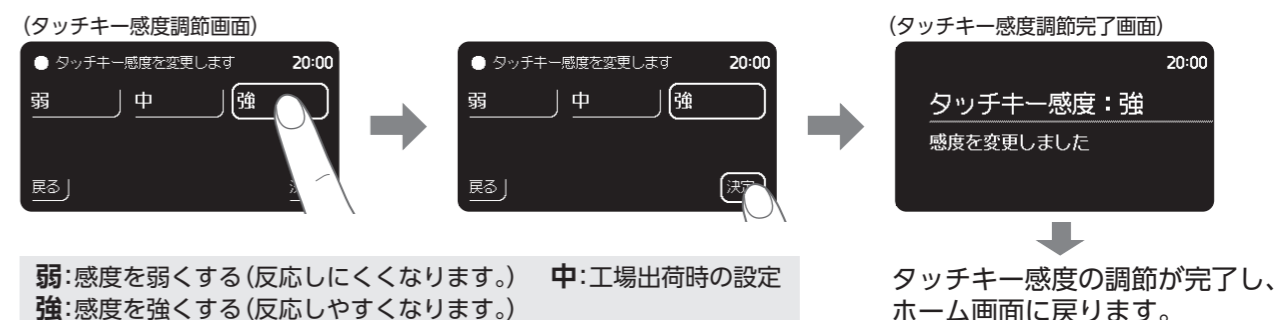 (タッチキー感度調節画面)
● タッチキー感度を変更します 20:00
弱 中 強
戻る
● タッチキー感度を変更します 20:00
弱 中 強
戻る 決定
(タッチキー感度調節完了画面)
20:00
タッチキー感度：強
感度を変更しました
弱:感度を弱くする(反応しにくくなります。) 中:工場出荷時の設定
強:感度を強くする(反応しやすくなります。)
タッチキー感度の調節が完了し、
ホーム画面に戻ります。